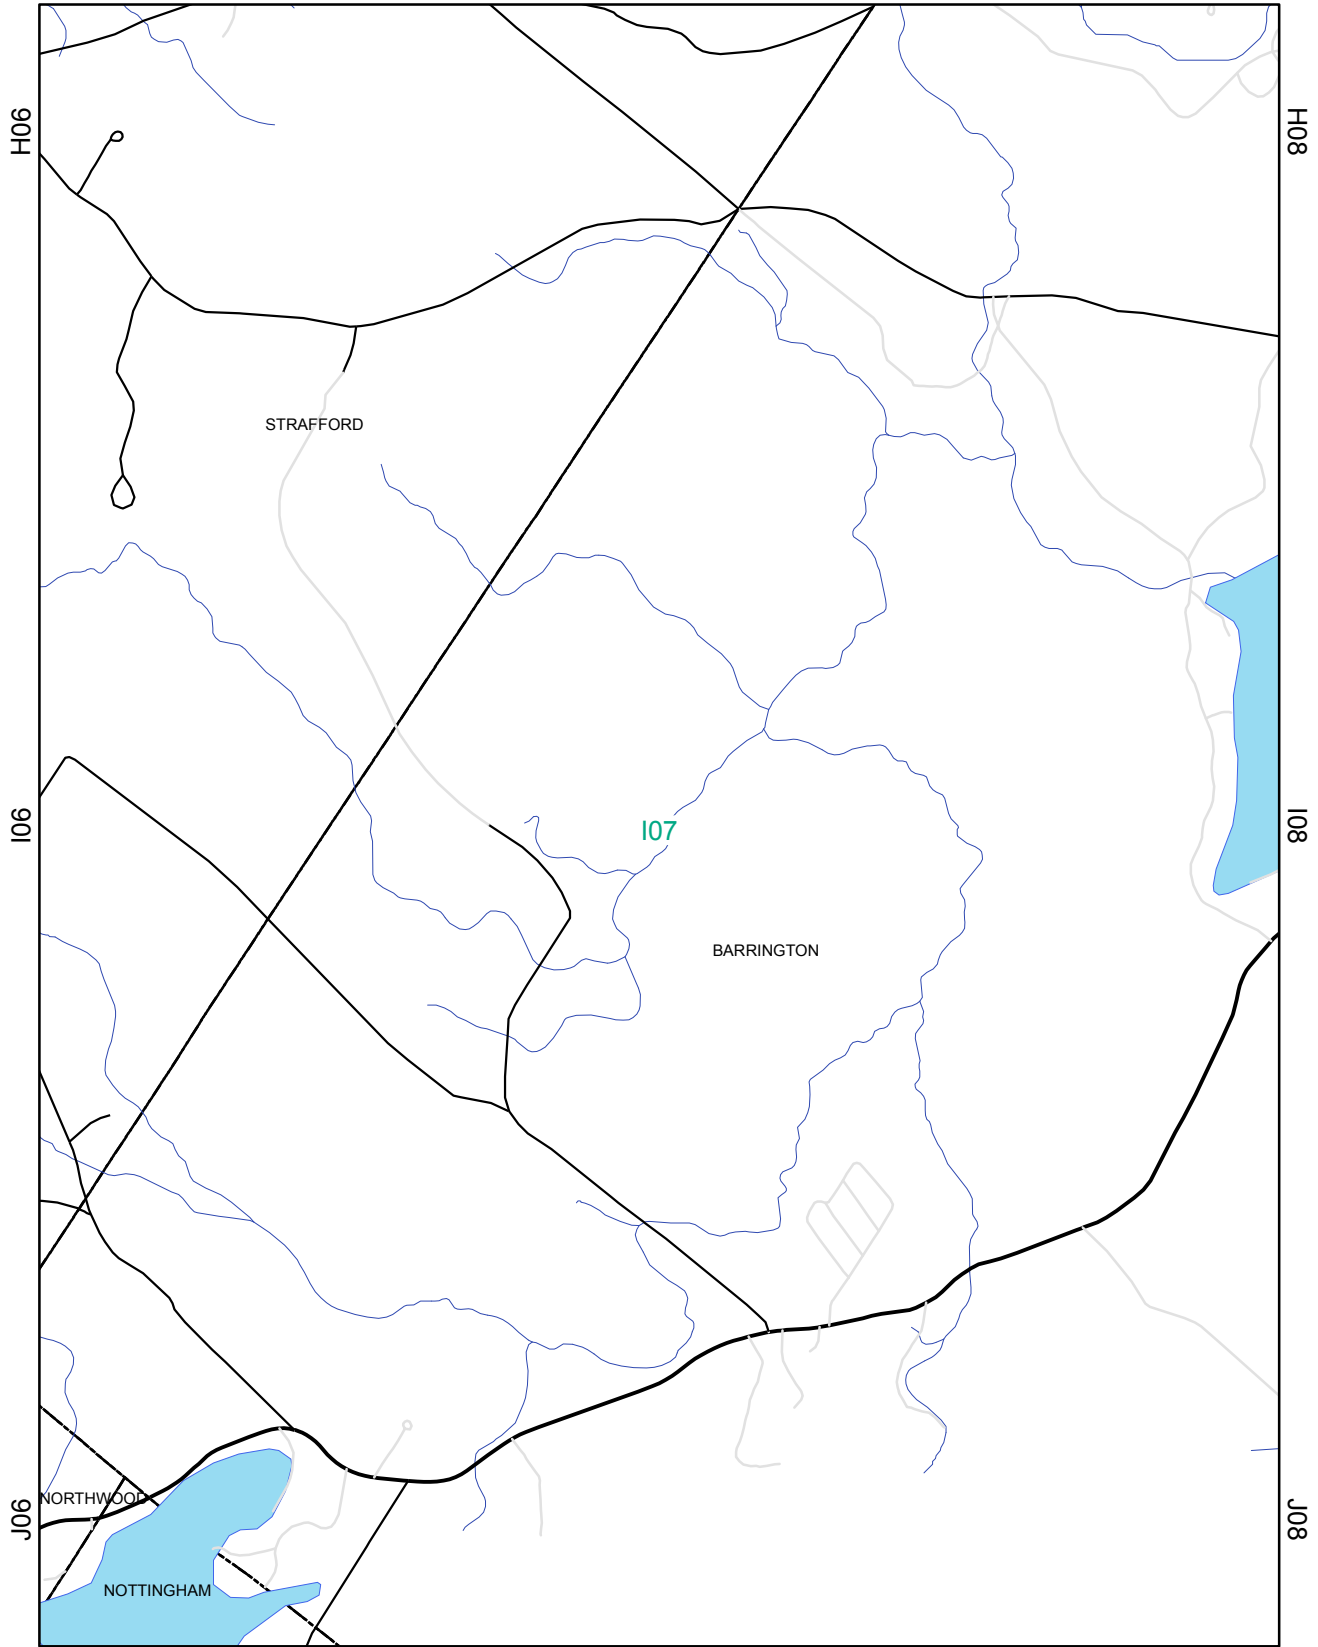 H06
H08
STRAFFORD
I06
I07
I08
BARRINGTON
NORTHWOOD
J06
J08
NOTTINGHAM